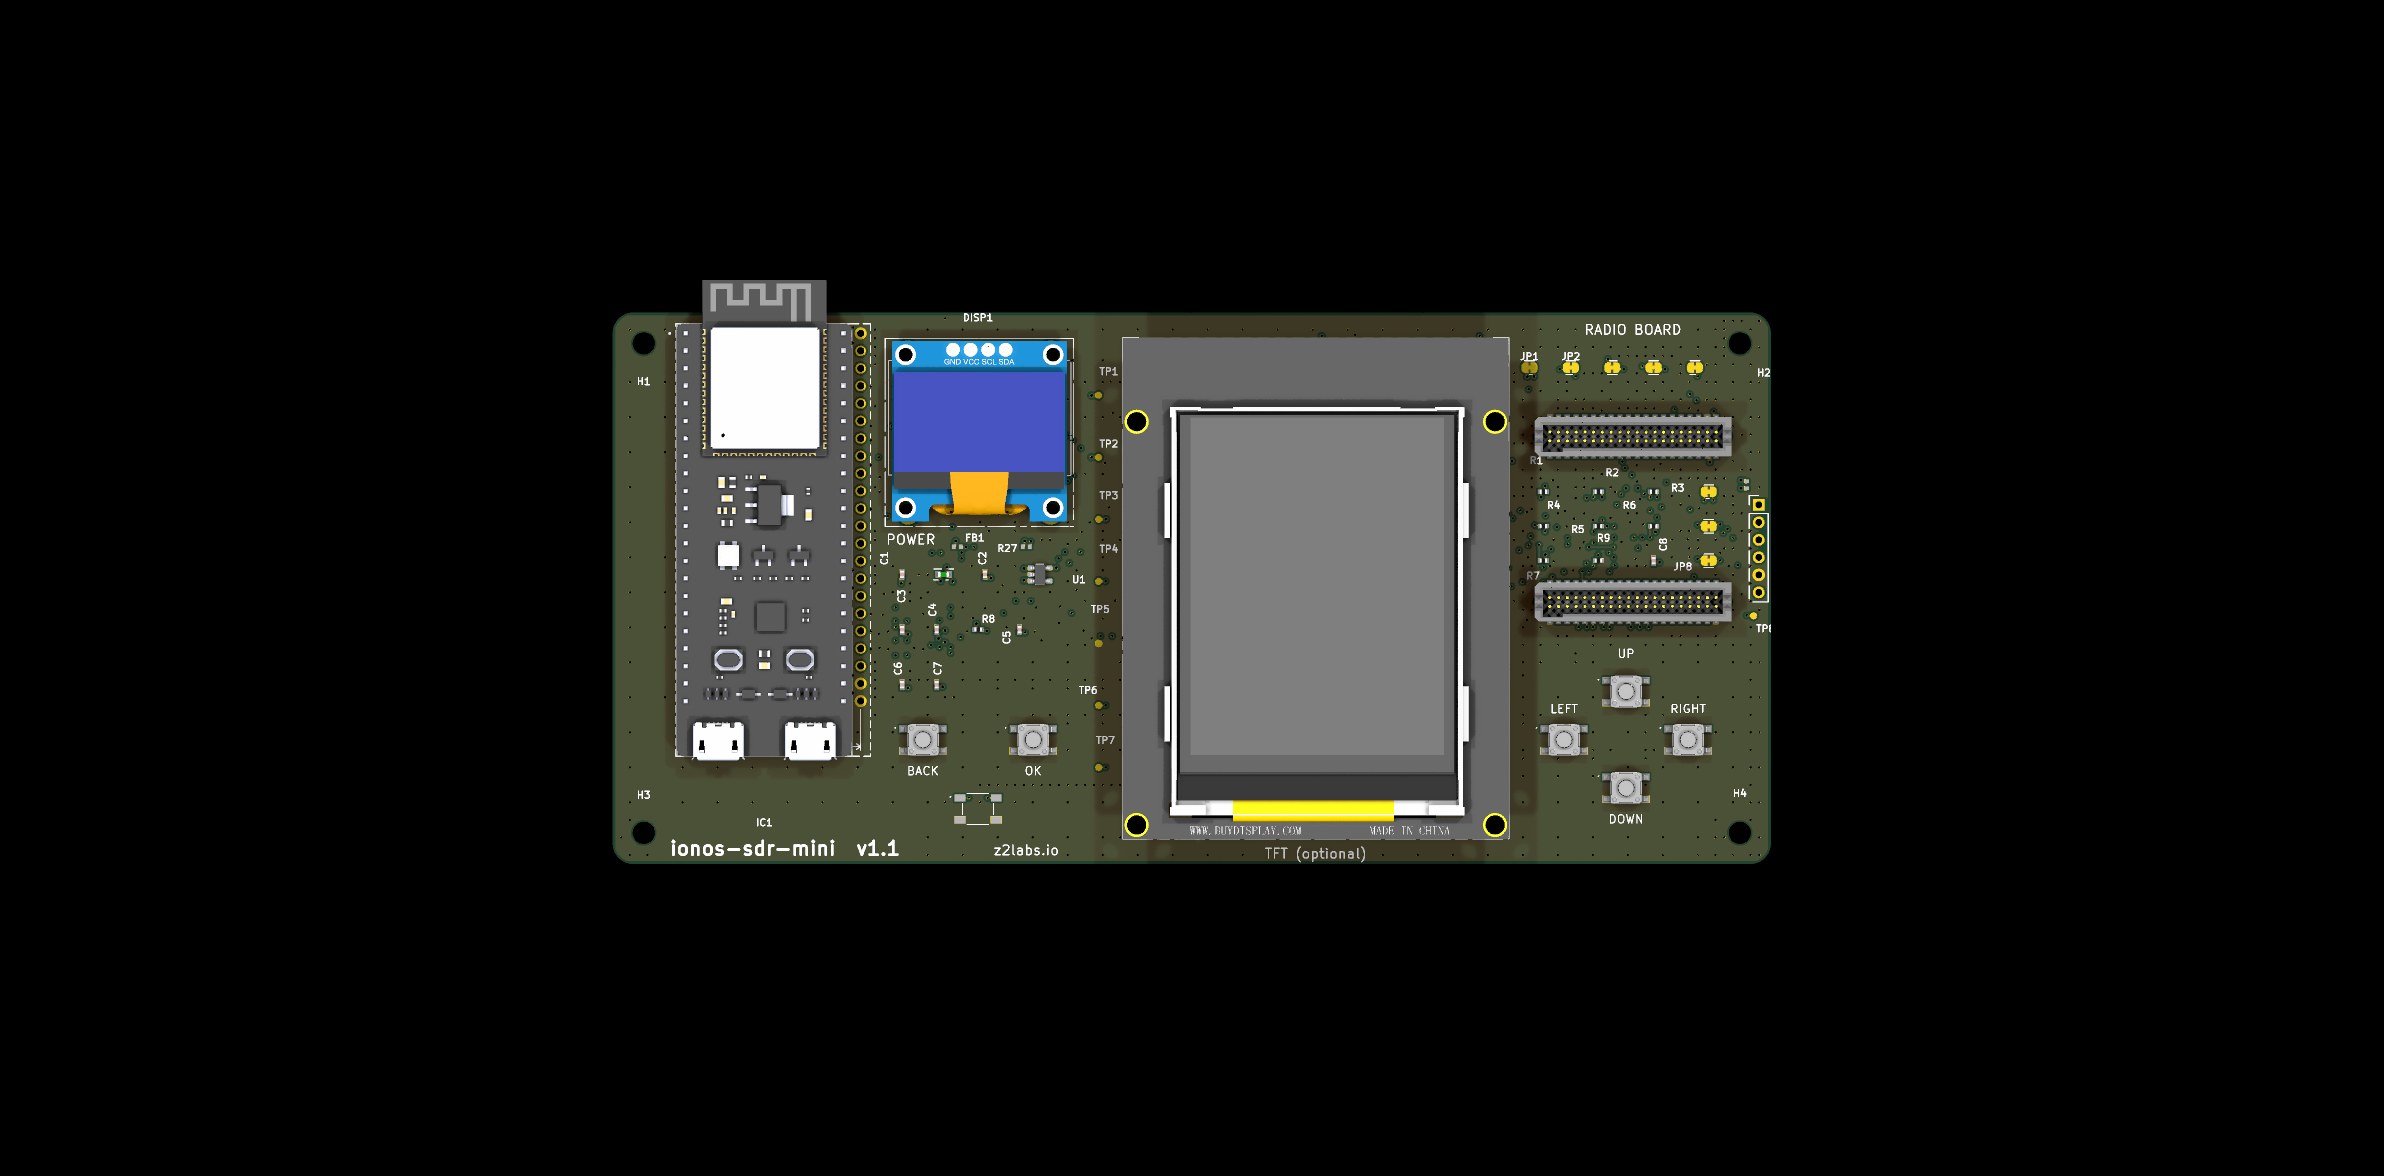 DISP1
RADIO BOARD
JP1
JP2
GND VCC SCL SDA
TP1
H1
H2
TP2
R1
R2
TP3
R3
R4
R6
R5
POWER
FB1
R27
R9
C8
TP4
C1
C2
JP8
R7
U1
C3
C4
TP5
R8
C5
TP8
UP
C6
C7
TP6
LEFT
RIGHT
TP7
BACK
OK
H3
H4
DOWN
IC1
WWW.BUYDISPLAY.COM
MADE IN CHINA
ionos-sdr-mini v1.1
z2labs.io
TFT (optional)